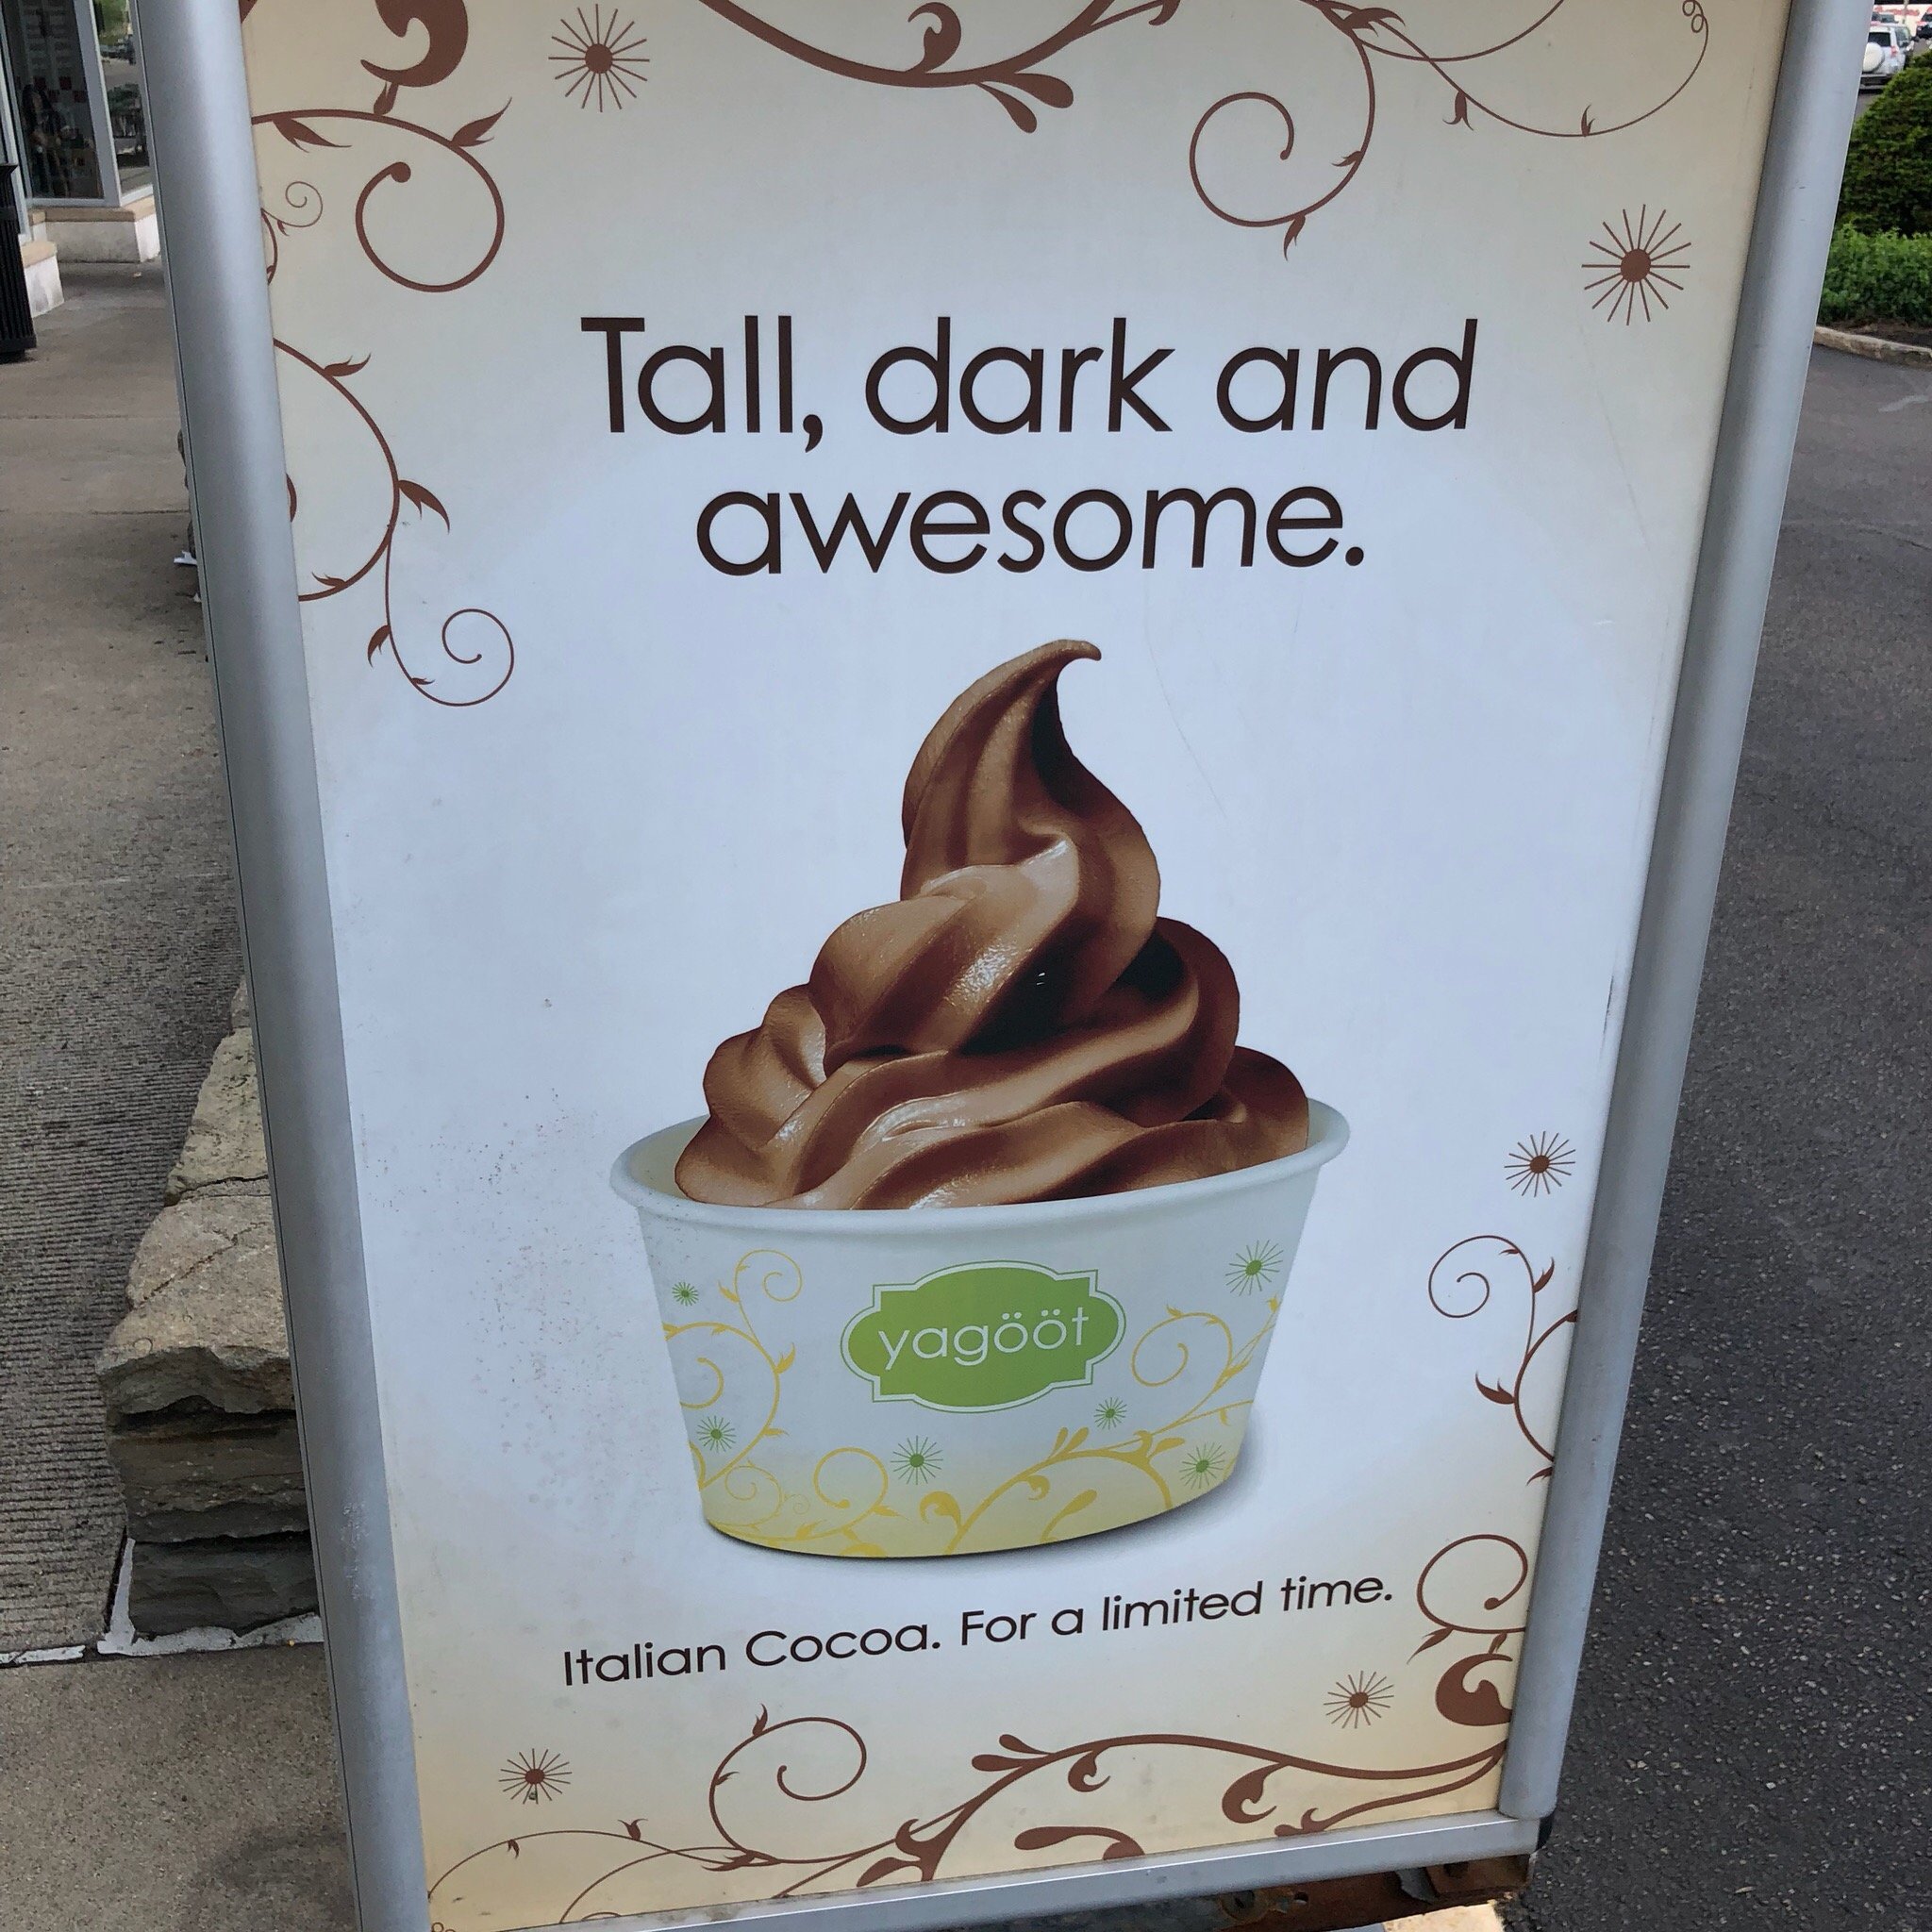 Tall, dark and
awesome.
yagööt
Italian Cocoa. For a limited time.